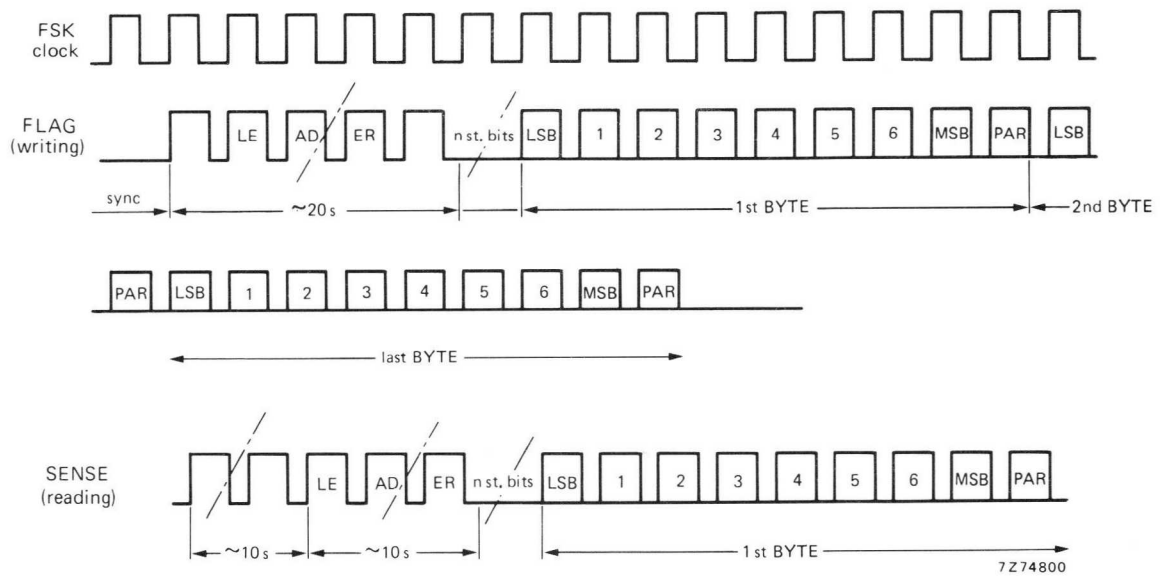 FSK
clock
FLAG
(writing)
LE AD ER n st. bits LSB 1 2 3 4 5 6 MSB PAR LSB
sync ~20 s 1st BYTE 2nd BYTE
PAR LSB 1 2 3 4 5 6 MSB PAR
last BYTE
SENSE
(reading)
LE AD ER n st. bits LSB 1 2 3 4 5 6 MSB PAR
~10 s ~10 s 1st BYTE
7Z74800